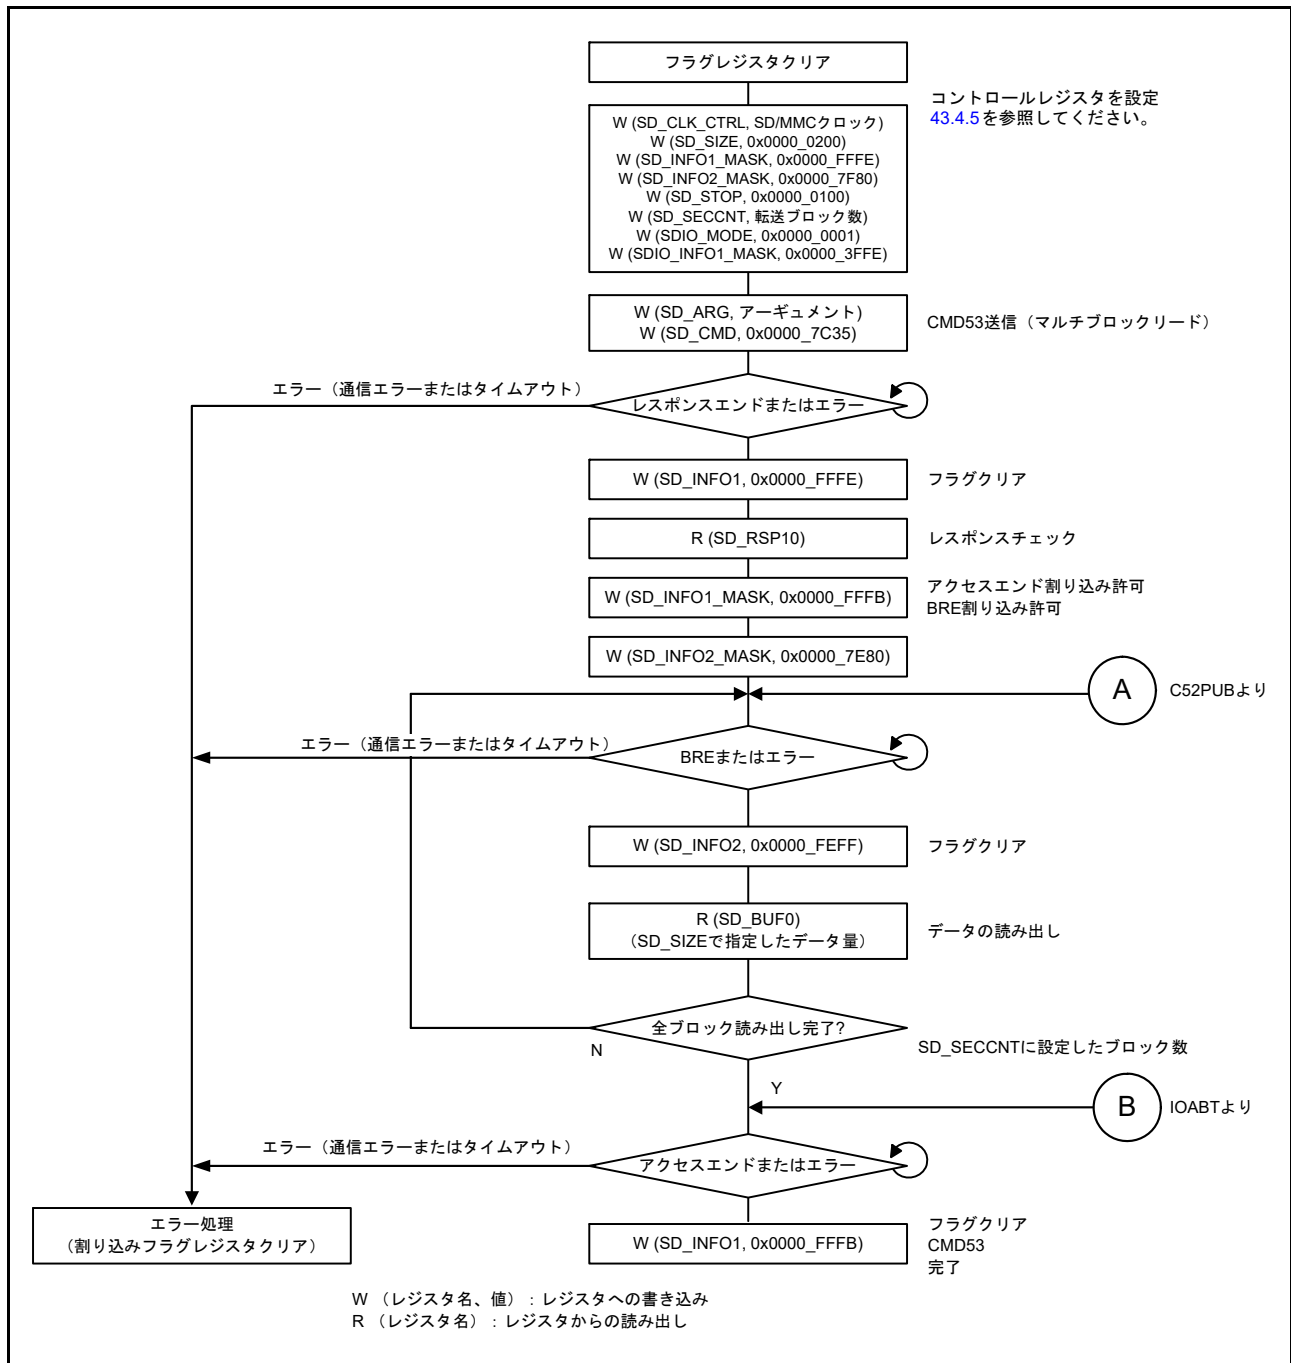 フラグレジスタクリア
コントロールレジスタを設定
43.4.5を参照してください。
W (SD_CLK_CTRL, SD/MMCクロック)
W (SD_SIZE, 0x0000_0200)
W (SD_INFO1_MASK, 0x0000_FFFE)
W (SD_INFO2_MASK, 0x0000_7F80)
W (SD_STOP, 0x0000_0100)
W (SD_SECCNT, 転送ブロック数)
W (SDIO_MODE, 0x0000_0001)
W (SDIO_INFO1_MASK, 0x0000_3FFE)
W (SD_ARG, アーギュメント)
W (SD_CMD, 0x0000_7C35)
CMD53送信（マルチブロックリード）
エラー（通信エラーまたはタイムアウト）
レスポンスエンドまたはエラー
W (SD_INFO1, 0x0000_FFFE)
フラグクリア
R (SD_RSP10)
レスポンスチェック
W (SD_INFO1_MASK, 0x0000_FFFB)
アクセスエンド割り込み許可
BRE割り込み許可
W (SD_INFO2_MASK, 0x0000_7E80)
A
C52PUBより
エラー（通信エラーまたはタイムアウト）
BREまたはエラー
W (SD_INFO2, 0x0000_FEFF)
フラグクリア
R (SD_BUF0)
（SD_SIZEで指定したデータ量）
データの読み出し
全ブロック読み出し完了?
N
SD_SECCNTに設定したブロック数
Y
B
IOABTより
エラー（通信エラーまたはタイムアウト）
アクセスエンドまたはエラー
エラー処理
（割り込みフラグレジスタクリア）
W (SD_INFO1, 0x0000_FFFB)
フラグクリア
CMD53
完了
W （レジスタ名、値）：レジスタへの書き込み
R （レジスタ名）：レジスタからの読み出し